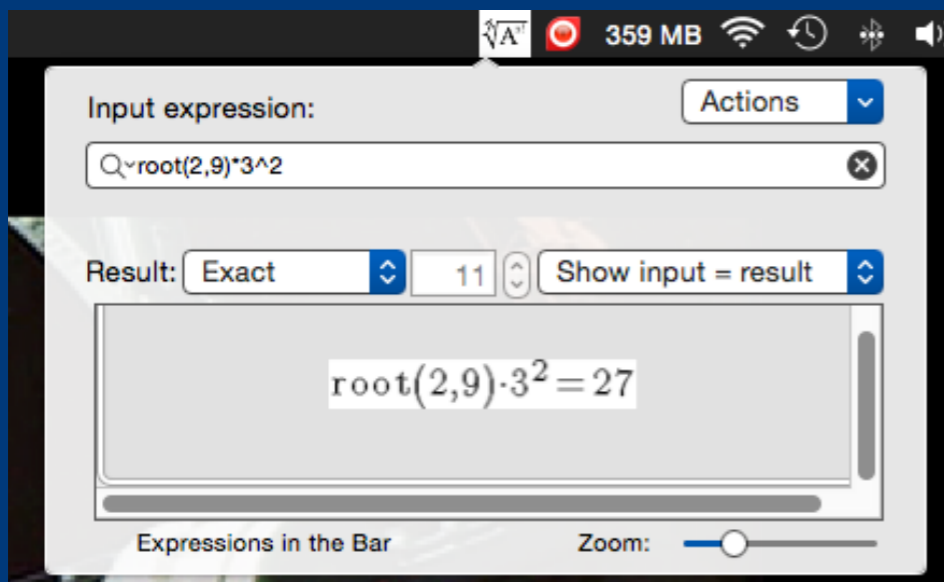 359 MB
Input expression:
Actions
root(2,9)*3^2
Result: Exact 11 Show input = result
root(2,9)·3²=27
Expressions in the Bar Zoom: